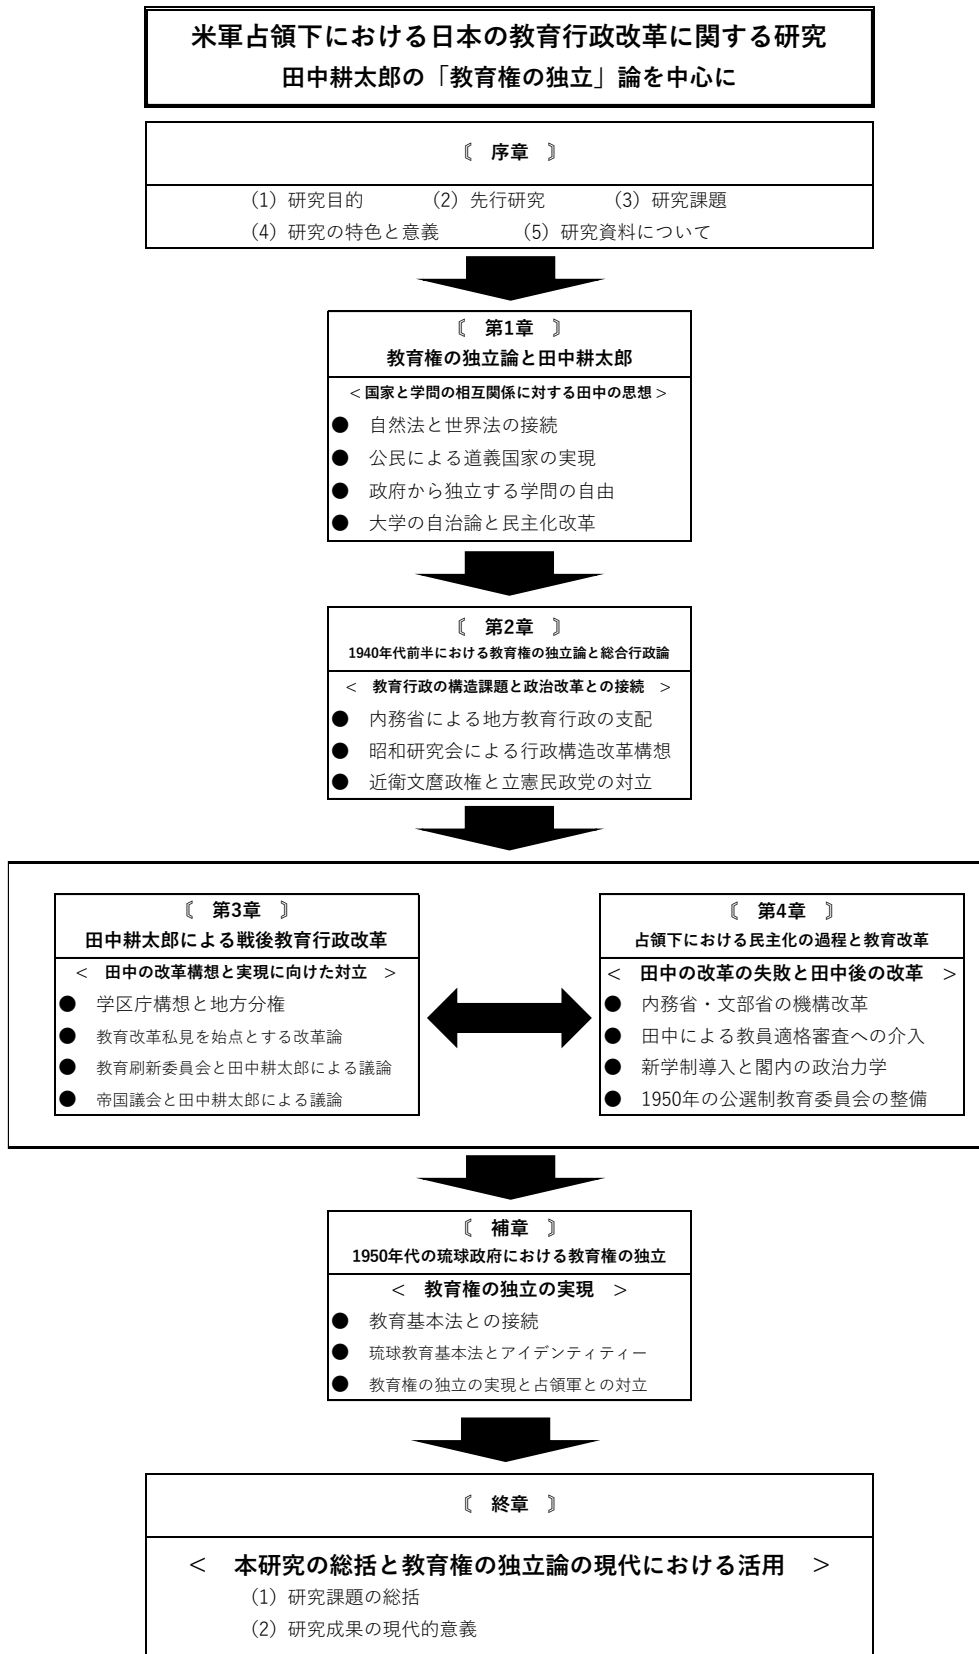 米軍占領下における日本の教育行政改革に関する研究
田中耕太郎の「教育権の独立」論を中心に
〘 序章 〙
(1) 研究目的 (2) 先行研究 (3) 研究課題
(4) 研究の特色と意義 (5) 研究資料について
〘 第1章 〙
教育権の独立論と田中耕太郎
＜国家と学問の相互関係に対する田中の思想＞
● 自然法と世界法の接続
● 公民による道義国家の実現
● 政府から独立する学問の自由
● 大学の自治論と民主化改革
〘 第2章 〙
1940年代前半における教育権の独立論と総合行政論
＜ 教育行政の構造課題と政治改革との接続 ＞
● 内務省による地方教育行政の支配
● 昭和研究会による行政構造改革構想
● 近衛文麿政権と立憲民政党の対立
〘 第3章 〙
田中耕太郎による戦後教育行政改革
＜ 田中の改革構想と実現に向けた対立 ＞
● 学区庁構想と地方分権
● 教育改革私見を始点とする改革論
● 教育刷新委員会と田中耕太郎による議論
● 帝国議会と田中耕太郎による議論
〘 第4章 〙
占領下における民主化の過程と教育改革
＜ 田中の改革の失敗と田中後の改革 ＞
● 内務省・文部省の機構改革
● 田中による教員適格審査への介入
● 新学制導入と閣内の政治力学
● 1950年の公選制教育委員会の整備
〘 補章 〙
1950年代の琉球政府における教育権の独立
＜ 教育権の独立の実現 ＞
● 教育基本法との接続
● 琉球教育基本法とアイデンティティー
● 教育権の独立の実現と占領軍との対立
〘 終章 〙
＜ 本研究の総括と教育権の独立論の現代における活用 ＞
(1) 研究課題の総括
(2) 研究成果の現代的意義